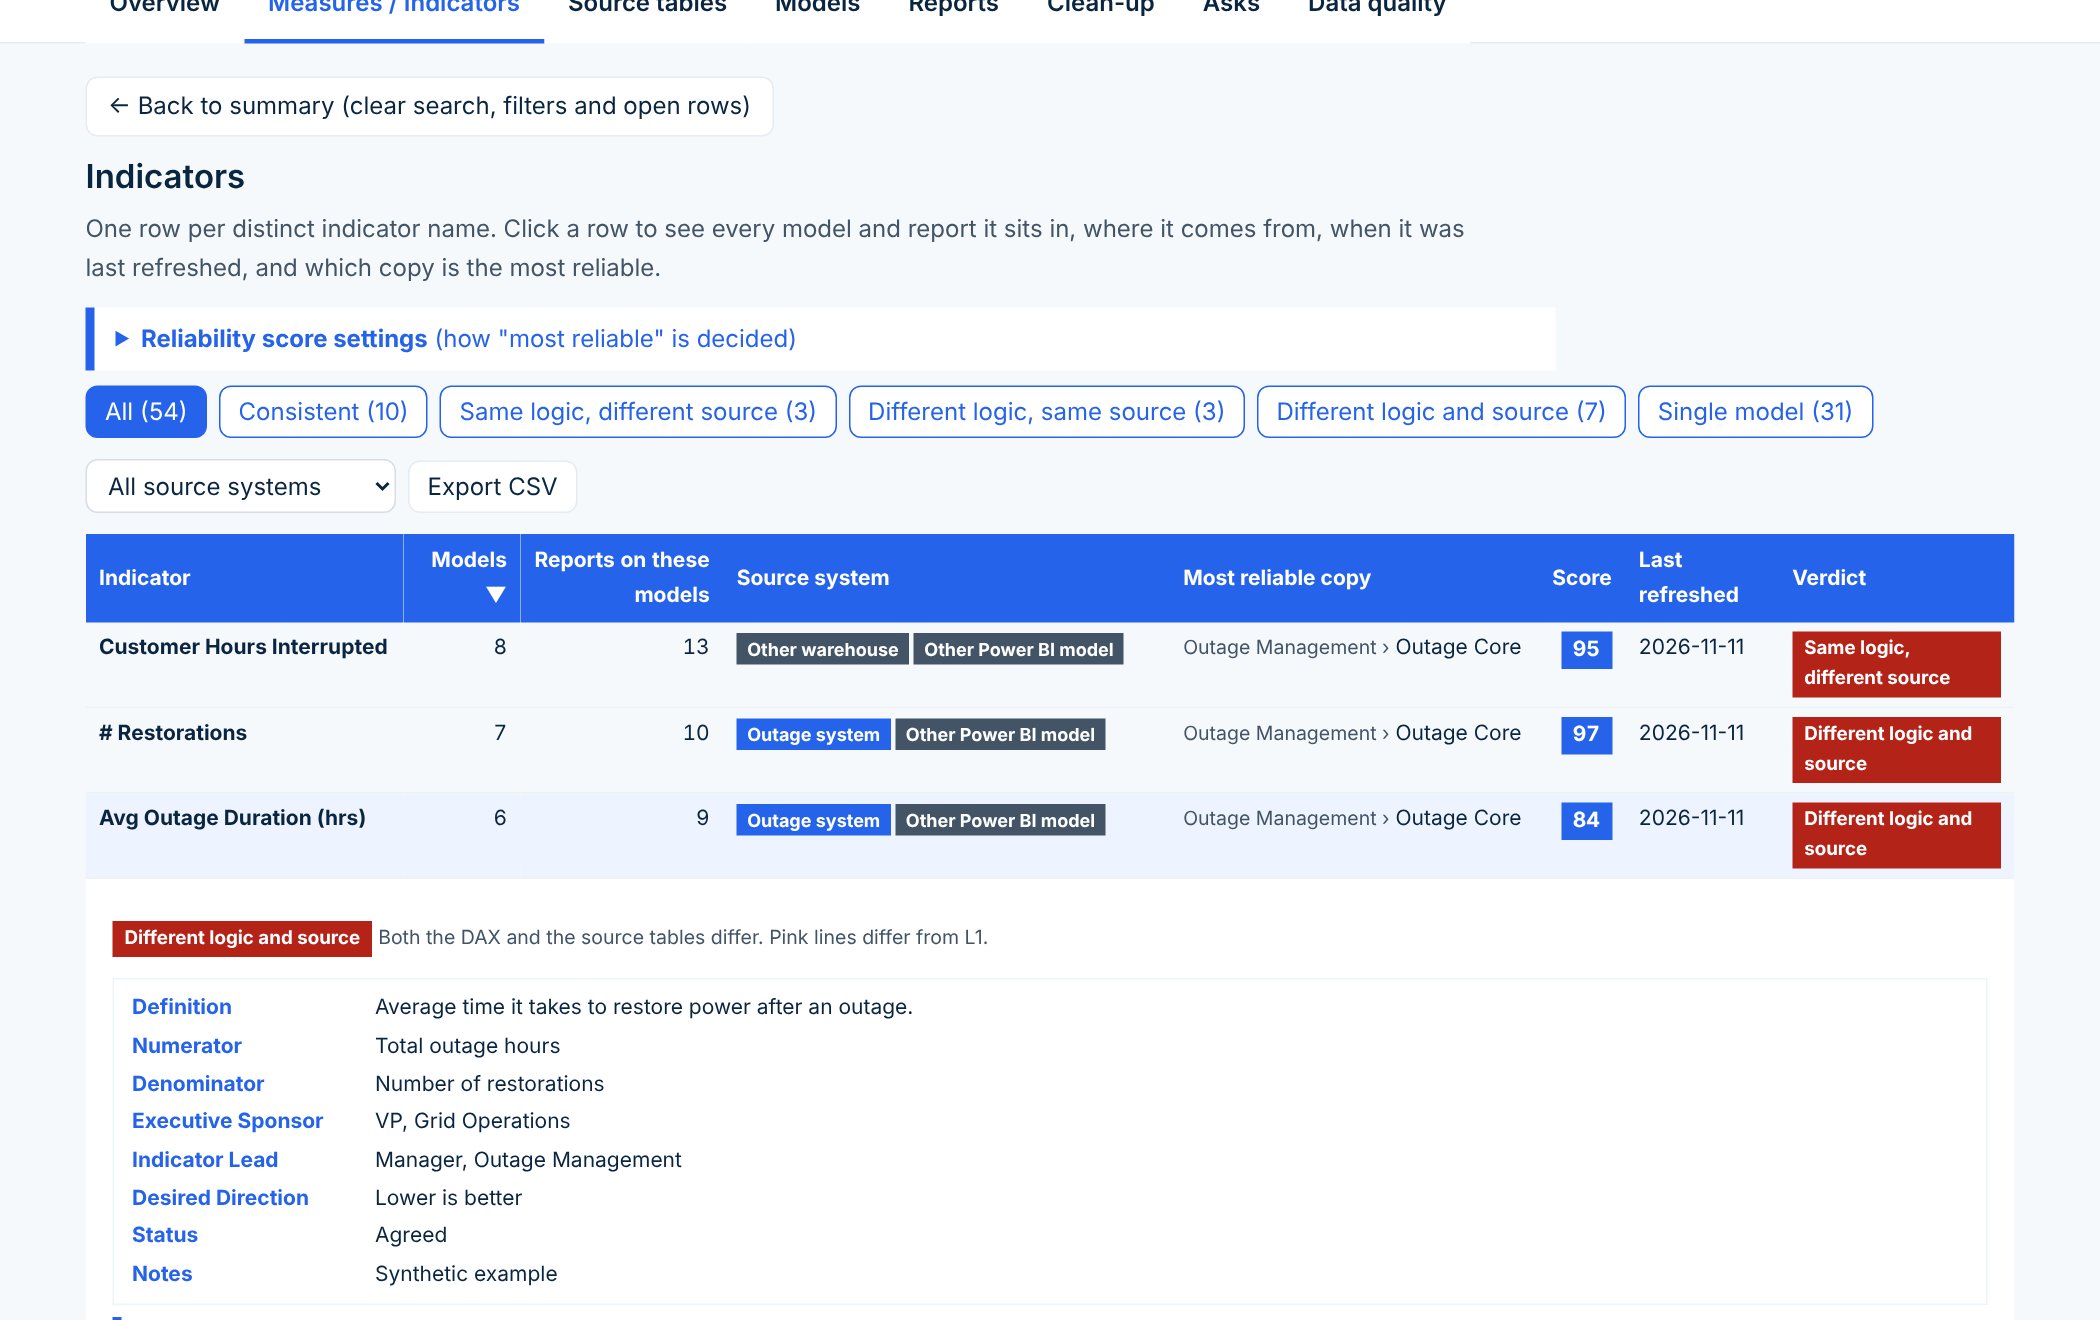 Overview Measures / Indicators Source tables Models Reports Clean-up Asks Data quality
← Back to summary (clear search, filters and open rows)
Indicators
One row per distinct indicator name. Click a row to see every model and report it sits in, where it comes from, when it was
last refreshed, and which copy is the most reliable.
▶ Reliability score settings (how "most reliable" is decided)
All (54) Consistent (10) Same logic, different source (3) Different logic, same source (3) Different logic and source (7) Single model (31)
All source systems Export CSV
Indicator Models ▼ Reports on these models Source system Most reliable copy Score Last refreshed Verdict
Customer Hours Interrupted 8 13 Other warehouse Other Power BI model Outage Management › Outage Core 95 2026-11-11 Same logic, different source
# Restorations 7 10 Outage system Other Power BI model Outage Management › Outage Core 97 2026-11-11 Different logic and source
Avg Outage Duration (hrs) 6 9 Outage system Other Power BI model Outage Management › Outage Core 84 2026-11-11 Different logic and source
Different logic and source Both the DAX and the source tables differ. Pink lines differ from L1.
Definition Average time it takes to restore power after an outage.
Numerator Total outage hours
Denominator Number of restorations
Executive Sponsor VP, Grid Operations
Indicator Lead Manager, Outage Management
Desired Direction Lower is better
Status Agreed
Notes Synthetic example